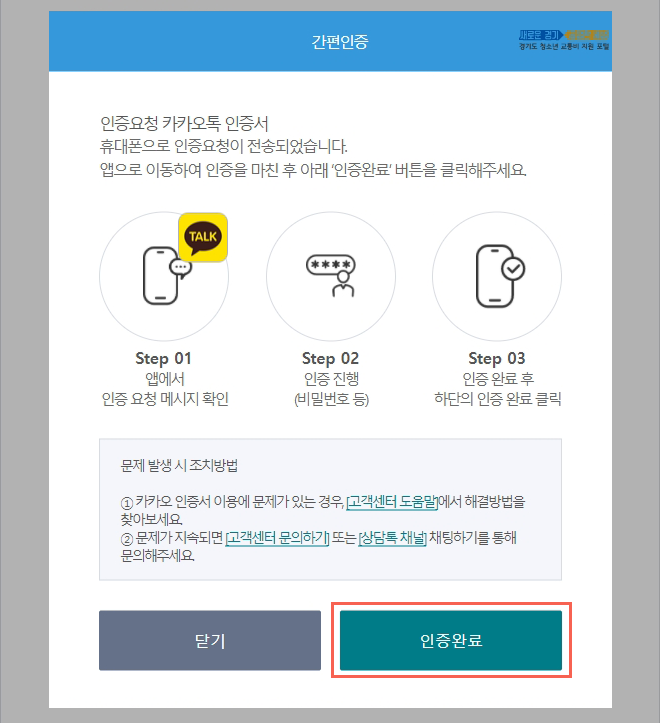 간편인증
새로운 경기
경기도 청소년 교통비 지원 포털
인증요청 카카오톡 인증서
휴대폰으로 인증요청이 전송되었습니다.
앱으로 이동하여 인증을 마친 후 아래 ‘인증완료’ 버튼을 클릭해주세요.
TALK
****
Step 01
앱에서
인증 요청 메시지 확인
Step 02
인증 진행
(비밀번호 등)
Step 03
인증 완료 후
하단의 인증 완료 클릭
문제 발생 시 조치방법
① 카카오 인증서 이용에 문제가 있는 경우, [고객센터 도움말]에서 해결방법을
찾아보세요.
② 문제가 지속되면 [고객센터 문의하기] 또는 [상담톡 채널] 채팅하기를 통해
문의해주세요.
닫기
인증완료